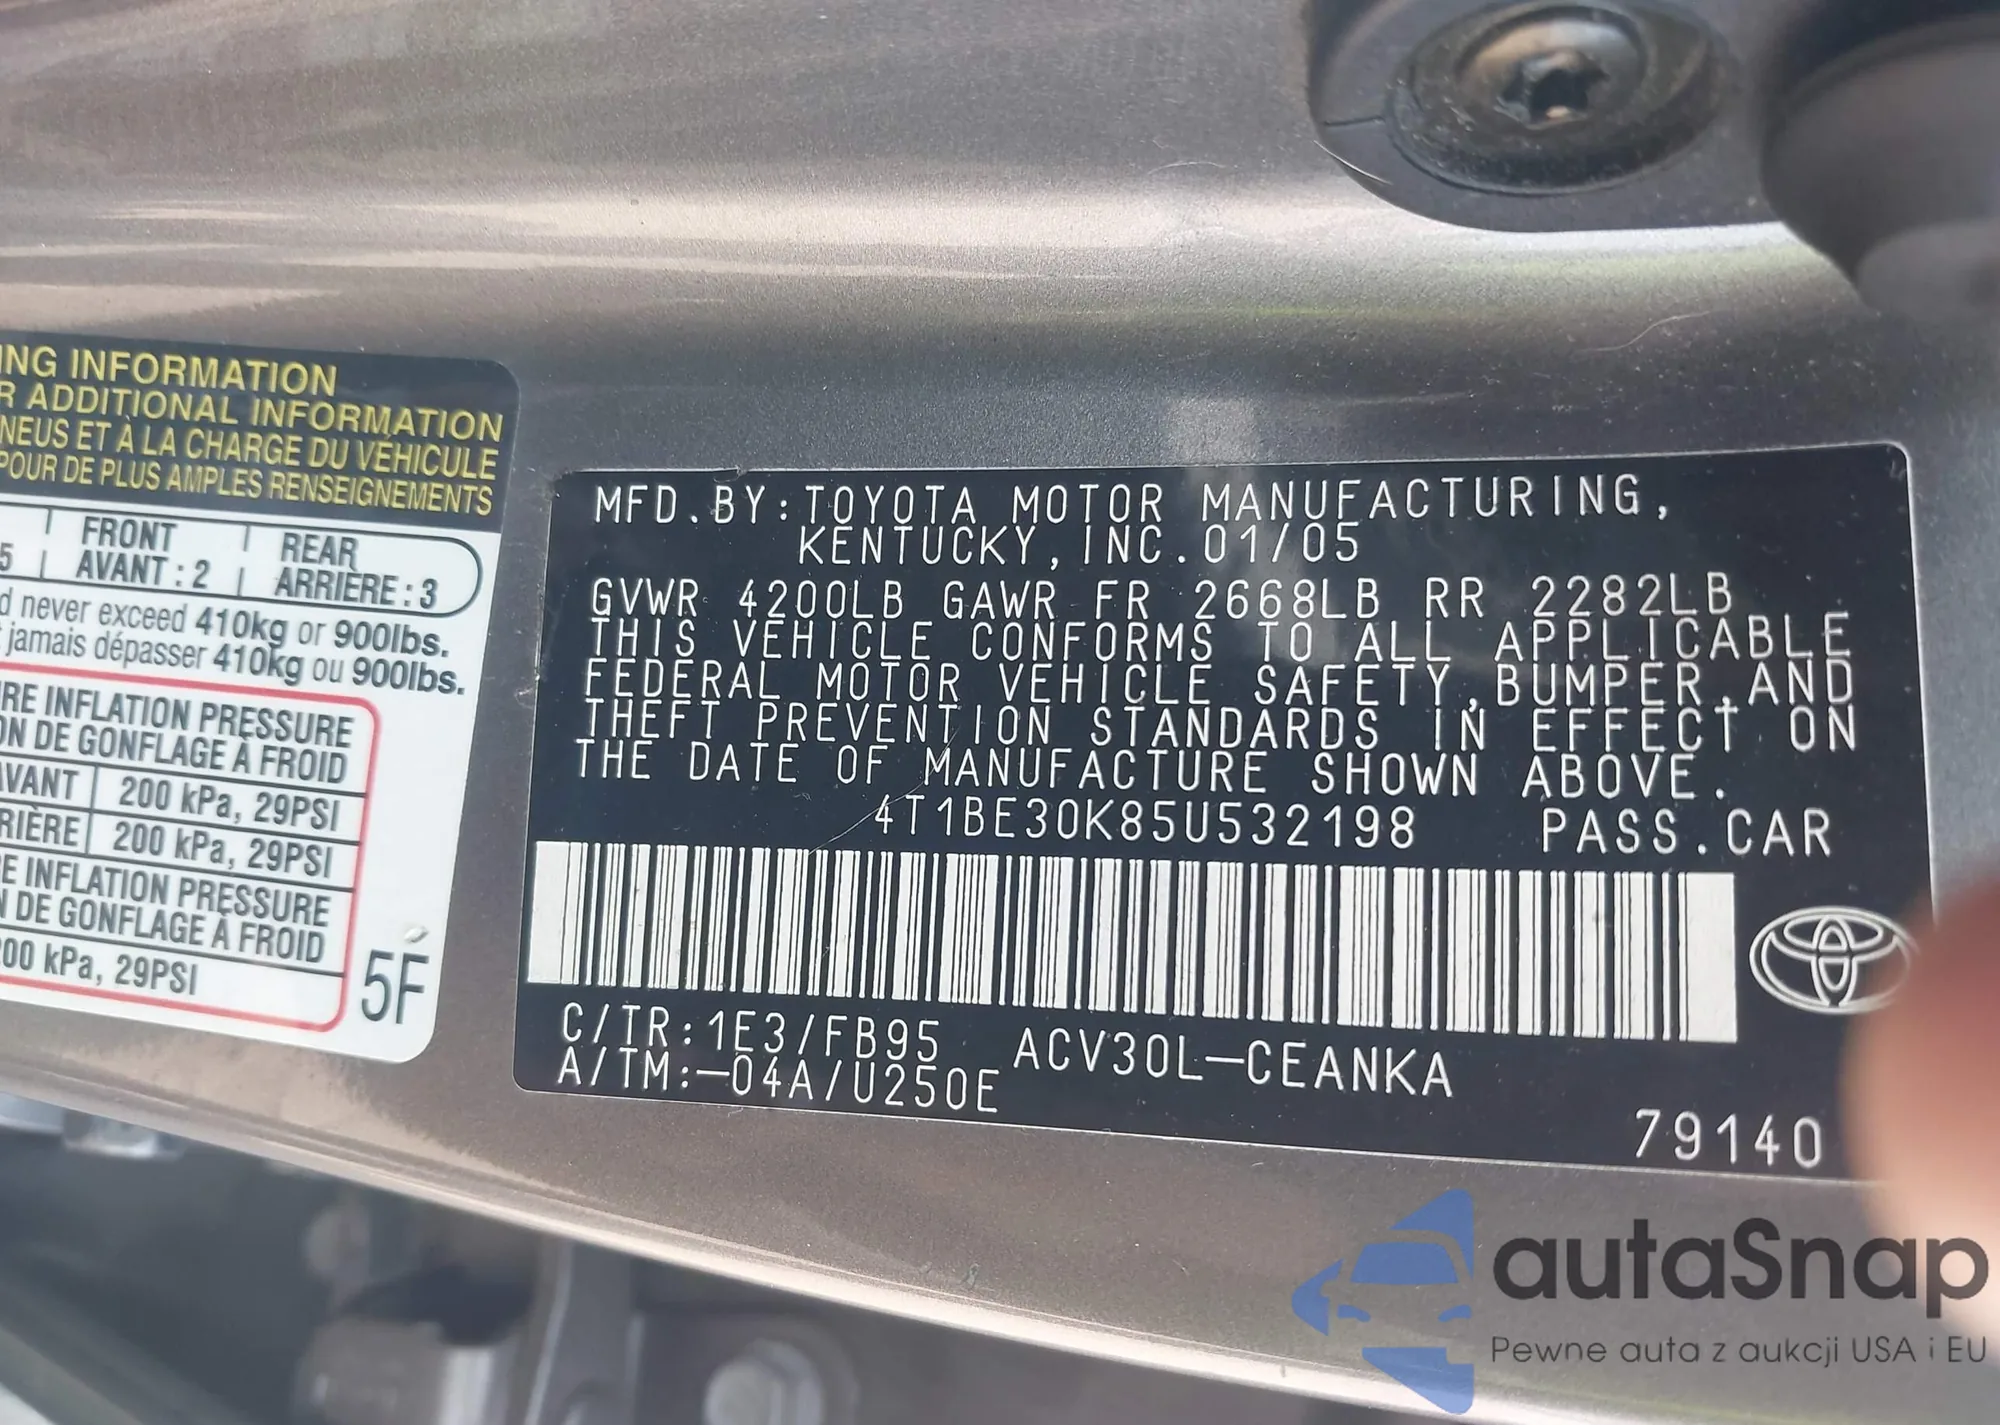 ING INFORMATION
R ADDITIONAL INFORMATION
NEUS ET À LA CHARGE DU VÉHICULE
POUR DE PLUS AMPLES RENSEIGNEMENTS
5 FRONT REAR
AVANT : 2 ARRIÈRE : 3
d never exceed 410kg or 900lbs.
jamais dépasser 410kg ou 900lbs.
RE INFLATION PRESSURE
ON DE GONFLAGE À FROID
AVANT 200 kPa, 29PSI
RIÈRE 200 kPa, 29PSI
E INFLATION PRESSURE
N DE GONFLAGE À FROID
200 kPa, 29PSI
5F
MFD.BY:TOYOTA MOTOR MANUFACTURING,
KENTUCKY,INC.01/05
GVWR 4200LB GAWR FR 2668LB RR 2282LB
THIS VEHICLE CONFORMS TO ALL APPLICABLE
FEDERAL MOTOR VEHICLE SAFETY,BUMPER,AND
THEFT PREVENTION STANDARDS IN EFFECT ON
THE DATE OF MANUFACTURE SHOWN ABOVE.
4T1BE30K85U532198 PASS.CAR
C/TR:1E3/FB95 ACV30L-CEANKA
A/TM:-04A/U250E
79140
autaSnap
Pewne auta z aukcji USA i EU